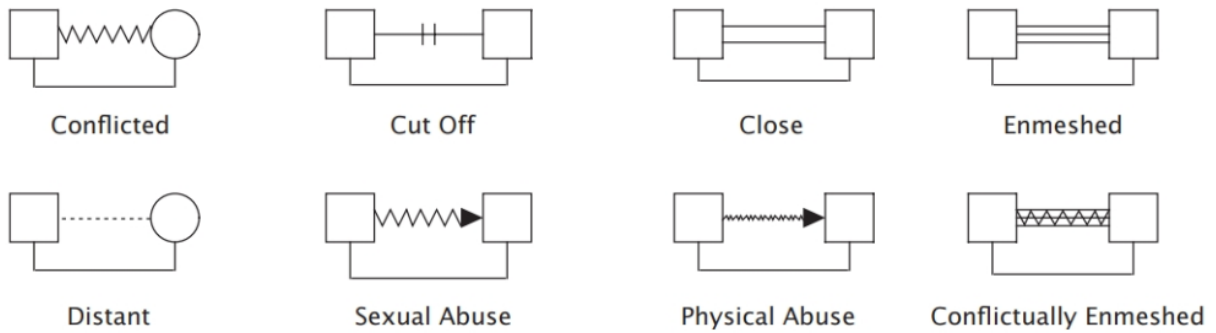 Conflicted
Cut Off
Close
Enmeshed
Distant
Sexual Abuse
Physical Abuse
Conflictually Enmeshed